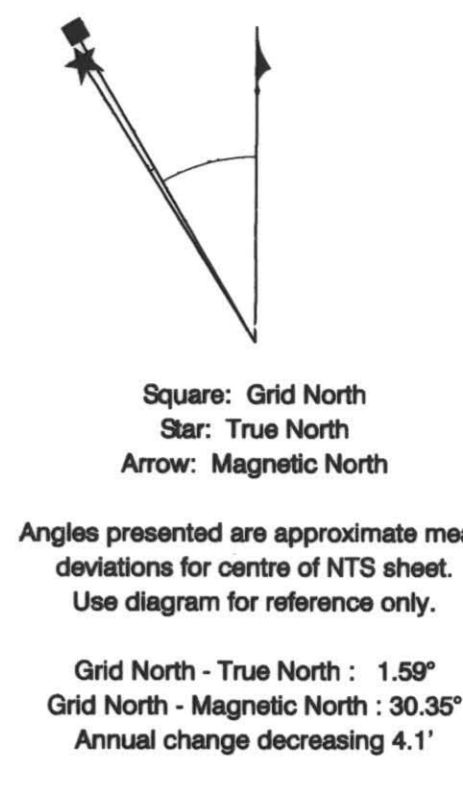 Square: Grid North
Star: True North
Arrow: Magnetic North
Angles presented are approximate mea
deviations for centre of NTS sheet.
Use diagram for reference only.
Grid North - True North : 1.59°
Grid North - Magnetic North : 30.35°
Annual change decreasing 4.1'